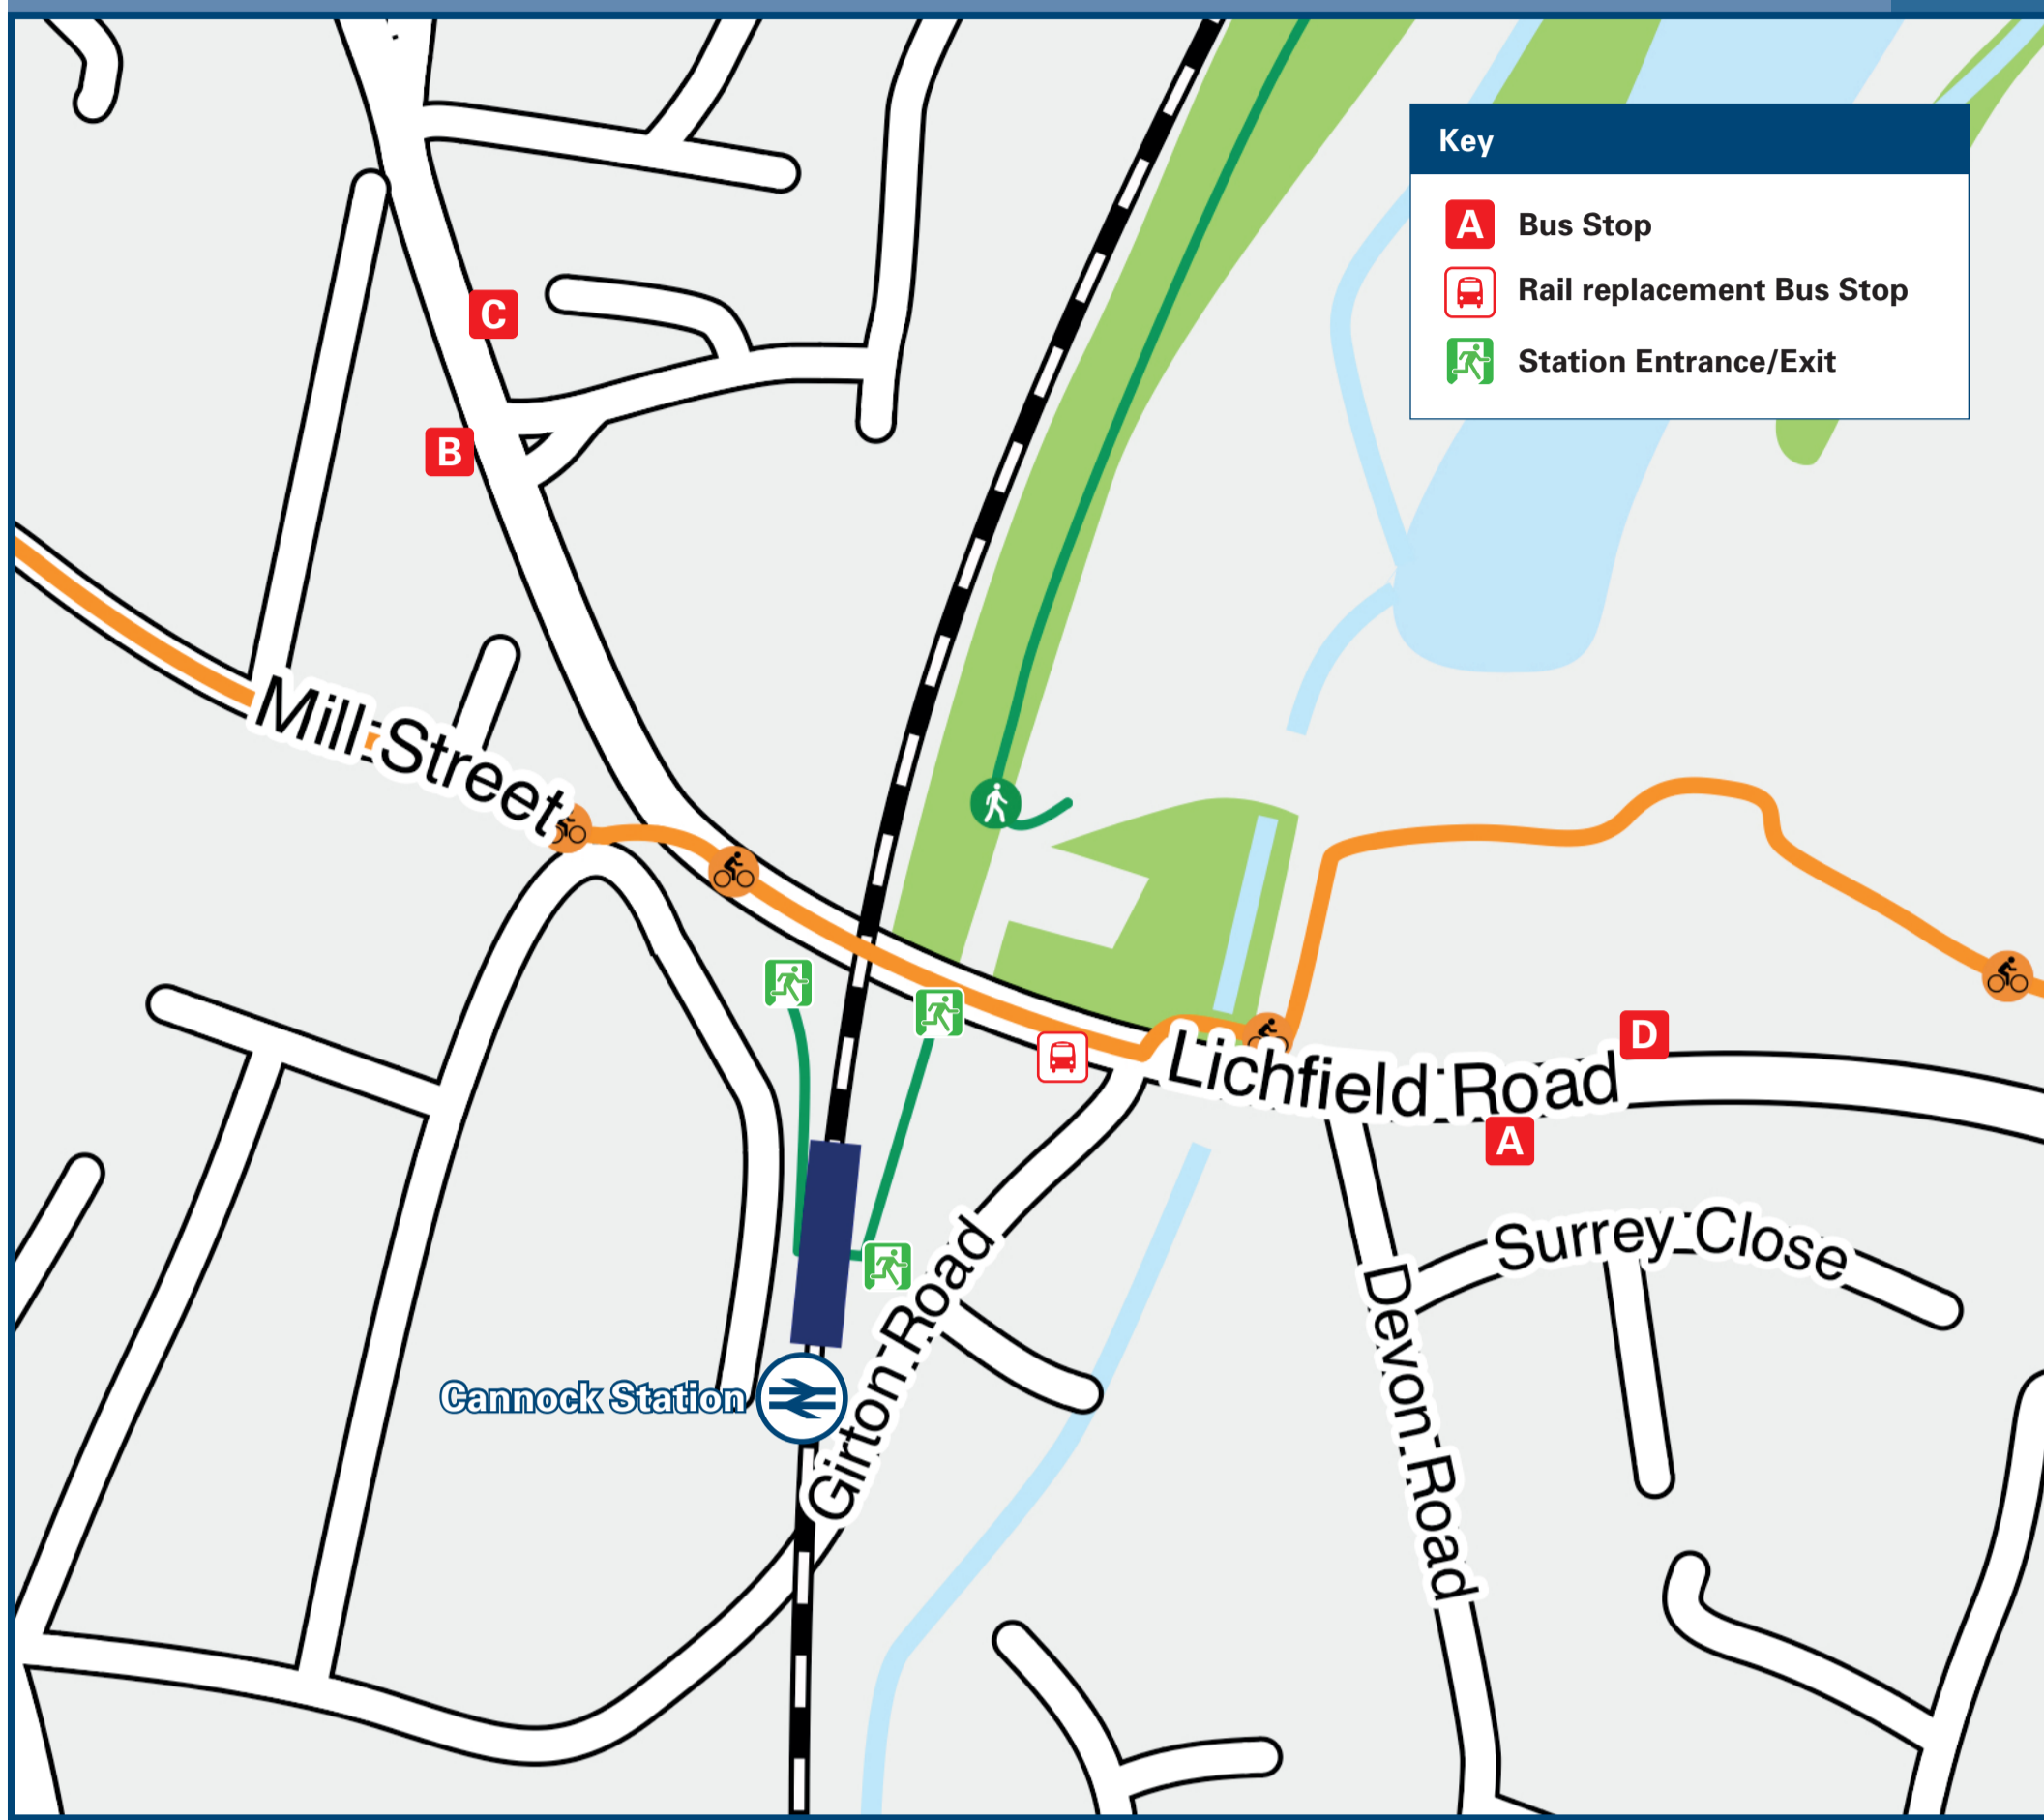 Key
A Bus Stop
Rail replacement Bus Stop
Station Entrance/Exit
C
B
Mill Street
Lichfield Road
D
A
Surrey Close
Girton Road
Devon Road
Cannock Station